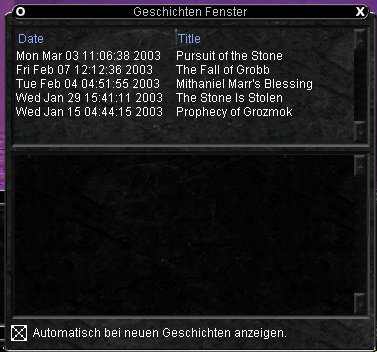 O Geschichten Fenster X
Date Title
Mon Mar 03 11:06:38 2003 Pursuit of the Stone
Fri Feb 07 12:12:36 2003 The Fall of Grobb
Tue Feb 04 04:51:55 2003 Mithaniel Marr's Blessing
Wed Jan 29 15:41:11 2003 The Stone Is Stolen
Wed Jan 15 04:44:15 2003 Prophecy of Grozmok
Automatisch bei neuen Geschichten anzeigen.